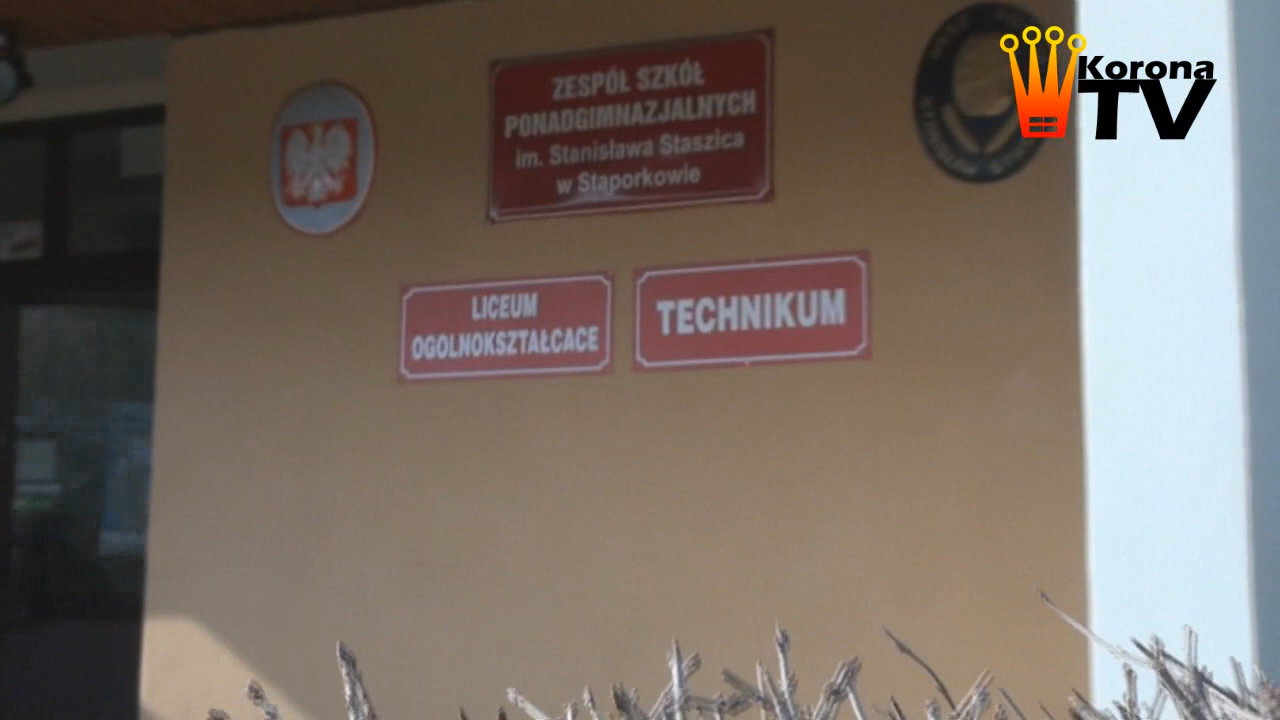 ZESPÓŁ SZKÓŁ
PONADGIMNAZJALNYCH
im. Stanisława Staszica
w Staporkowie
Korona
TV
LICEUM
OGOLNOKSZTAŁCACE
TECHNIKUM